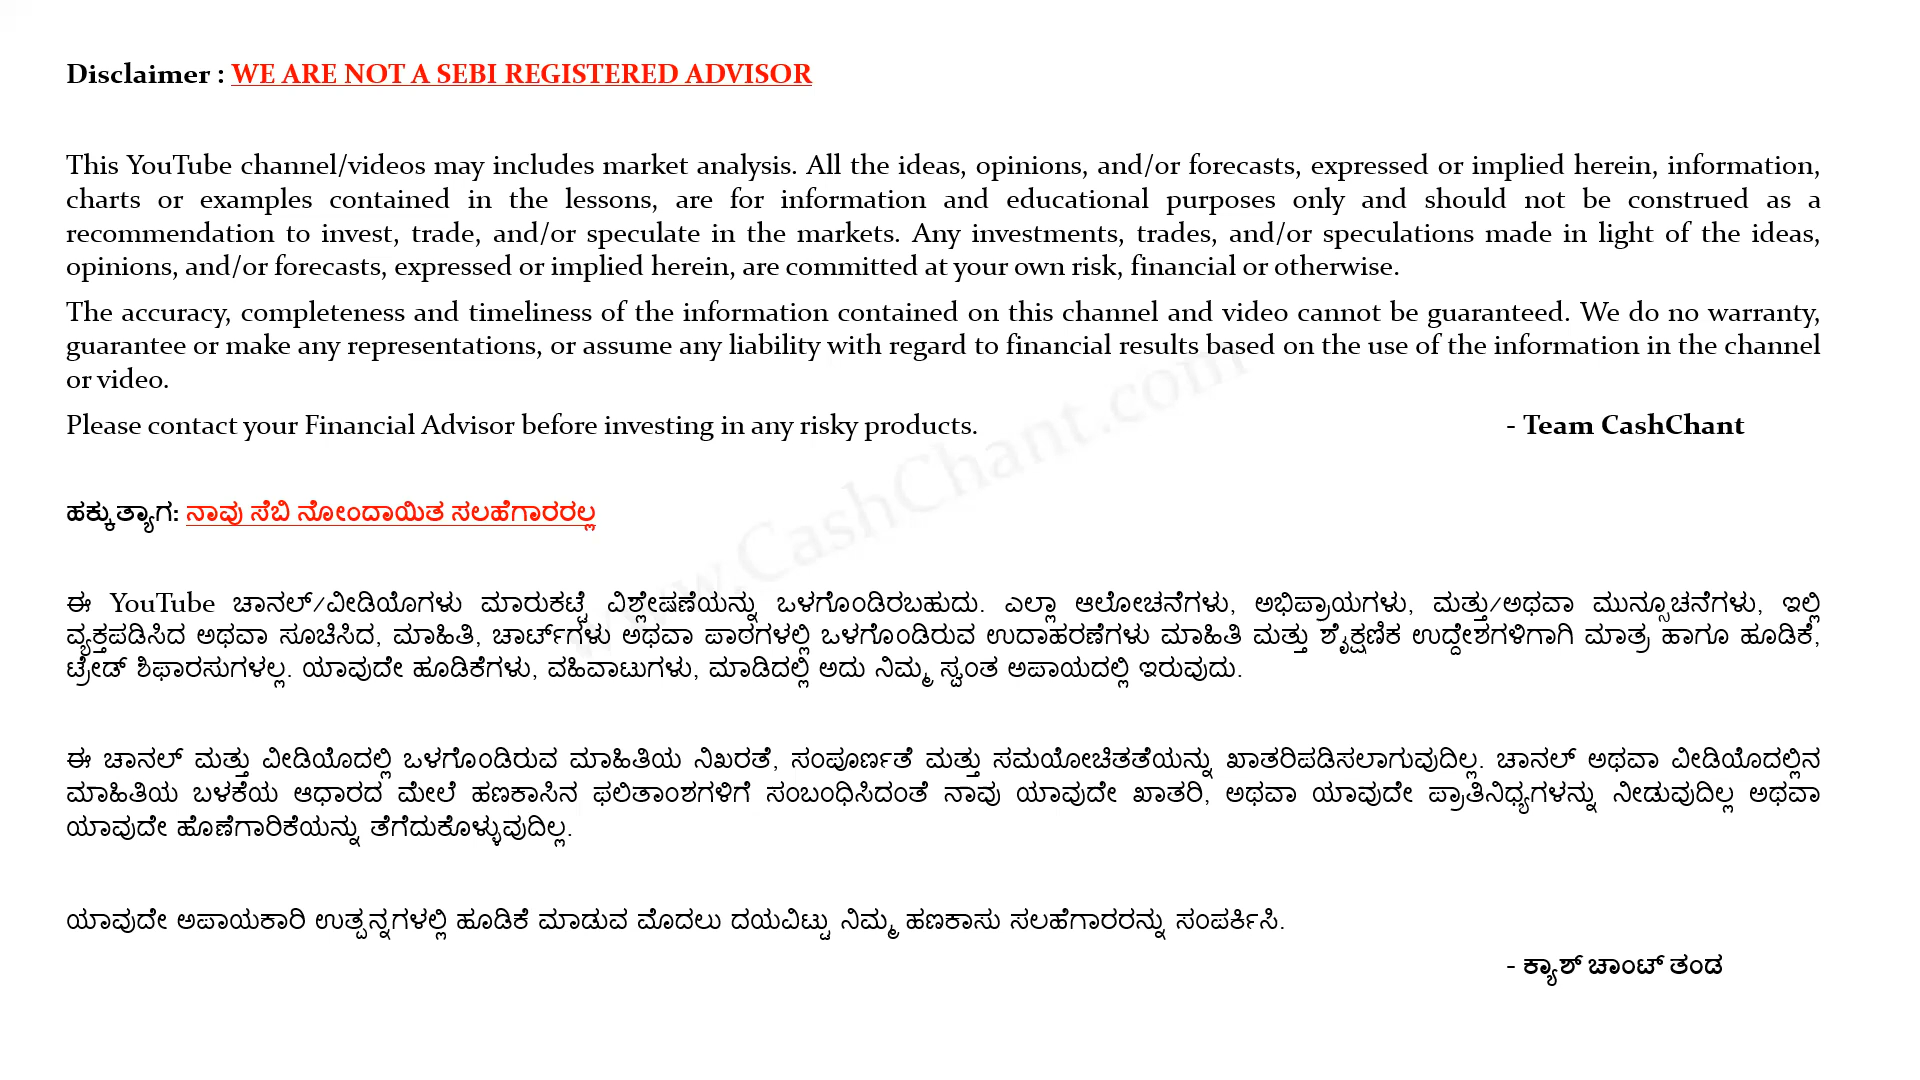 Disclaimer : WE ARE NOT A SEBI REGISTERED ADVISOR
This YouTube channel/videos may includes market analysis. All the ideas, opinions, and/or forecasts, expressed or implied herein, information,
charts or examples contained in the lessons, are for information and educational purposes only and should not be construed as a
recommendation to invest, trade, and/or speculate in the markets. Any investments, trades, and/or speculations made in light of the ideas,
opinions, and/or forecasts, expressed or implied herein, are committed at your own risk, financial or otherwise.
The accuracy, completeness and timeliness of the information contained on this channel and video cannot be guaranteed. We do no warranty,
guarantee or make any representations, or assume any liability with regard to financial results based on the use of the information in the channel
or video.
Please contact your Financial Advisor before investing in any risky products. - Team CashChant
www.CashChant.com
ಹಕ್ಕುತ್ಯಾಗ: ನಾವು ಸೆಬಿ ನೋಂದಾಯಿತ ಸಲಹೆಗಾರರಲ್ಲ
ಈ YouTube ಚಾನಲ್/ವೀಡಿಯೊಗಳು ಮಾರುಕಟ್ಟೆ ವಿಶ್ಲೇಷಣೆಯನ್ನು ಒಳಗೊಂಡಿರಬಹುದು. ಎಲ್ಲಾ ಆಲೋಚನೆಗಳು, ಅಭಿಪ್ರಾಯಗಳು, ಮತ್ತು/ಅಥವಾ ಮುನ್ಸೂಚನೆಗಳು, ಇಲ್ಲಿ
ವ್ಯಕ್ತಪಡಿಸಿದ ಅಥವಾ ಸೂಚಿಸಿದ, ಮಾಹಿತಿ, ಚಾರ್ಟ್‌ಗಳು ಅಥವಾ ಪಾಠಗಳಲ್ಲಿ ಒಳಗೊಂಡಿರುವ ಉದಾಹರಣೆಗಳು ಮಾಹಿತಿ ಮತ್ತು ಶೈಕ್ಷಣಿಕ ಉದ್ದೇಶಗಳಿಗಾಗಿ ಮಾತ್ರ ಹಾಗೂ ಹೂಡಿಕೆ,
ಟ್ರೇಡ್ ಶಿಫಾರಸುಗಳಲ್ಲ. ಯಾವುದೇ ಹೂಡಿಕೆಗಳು, ವಹಿವಾಟುಗಳು, ಮಾಡಿದಲ್ಲಿ ಅದು ನಿಮ್ಮ ಸ್ವಂತ ಅಪಾಯದಲ್ಲಿ ಇರುವುದು.
ಈ ಚಾನಲ್ ಮತ್ತು ವೀಡಿಯೊದಲ್ಲಿ ಒಳಗೊಂಡಿರುವ ಮಾಹಿತಿಯ ನಿಖರತೆ, ಸಂಪೂರ್ಣತೆ ಮತ್ತು ಸಮಯೋಚಿತತೆಯನ್ನು ಖಾತರಿಪಡಿಸಲಾಗುವುದಿಲ್ಲ. ಚಾನಲ್ ಅಥವಾ ವೀಡಿಯೊದಲ್ಲಿನ
ಮಾಹಿತಿಯ ಬಳಕೆಯ ಆಧಾರದ ಮೇಲೆ ಹಣಕಾಸಿನ ಫಲಿತಾಂಶಗಳಿಗೆ ಸಂಬಂಧಿಸಿದಂತೆ ನಾವು ಯಾವುದೇ ಖಾತರಿ, ಅಥವಾ ಯಾವುದೇ ಪ್ರಾತಿನಿಧ್ಯಗಳನ್ನು ನೀಡುವುದಿಲ್ಲ ಅಥವಾ
ಯಾವುದೇ ಹೊಣೆಗಾರಿಕೆಯನ್ನು ತೆಗೆದುಕೊಳ್ಳುವುದಿಲ್ಲ.
ಯಾವುದೇ ಅಪಾಯಕಾರಿ ಉತ್ಪನ್ನಗಳಲ್ಲಿ ಹೂಡಿಕೆ ಮಾಡುವ ಮೊದಲು ದಯವಿಟ್ಟು ನಿಮ್ಮ ಹಣಕಾಸು ಸಲಹೆಗಾರರನ್ನು ಸಂಪರ್ಕಿಸಿ.
- ಕ್ಯಾಶ್ ಚಾಂಟ್ ತಂಡ